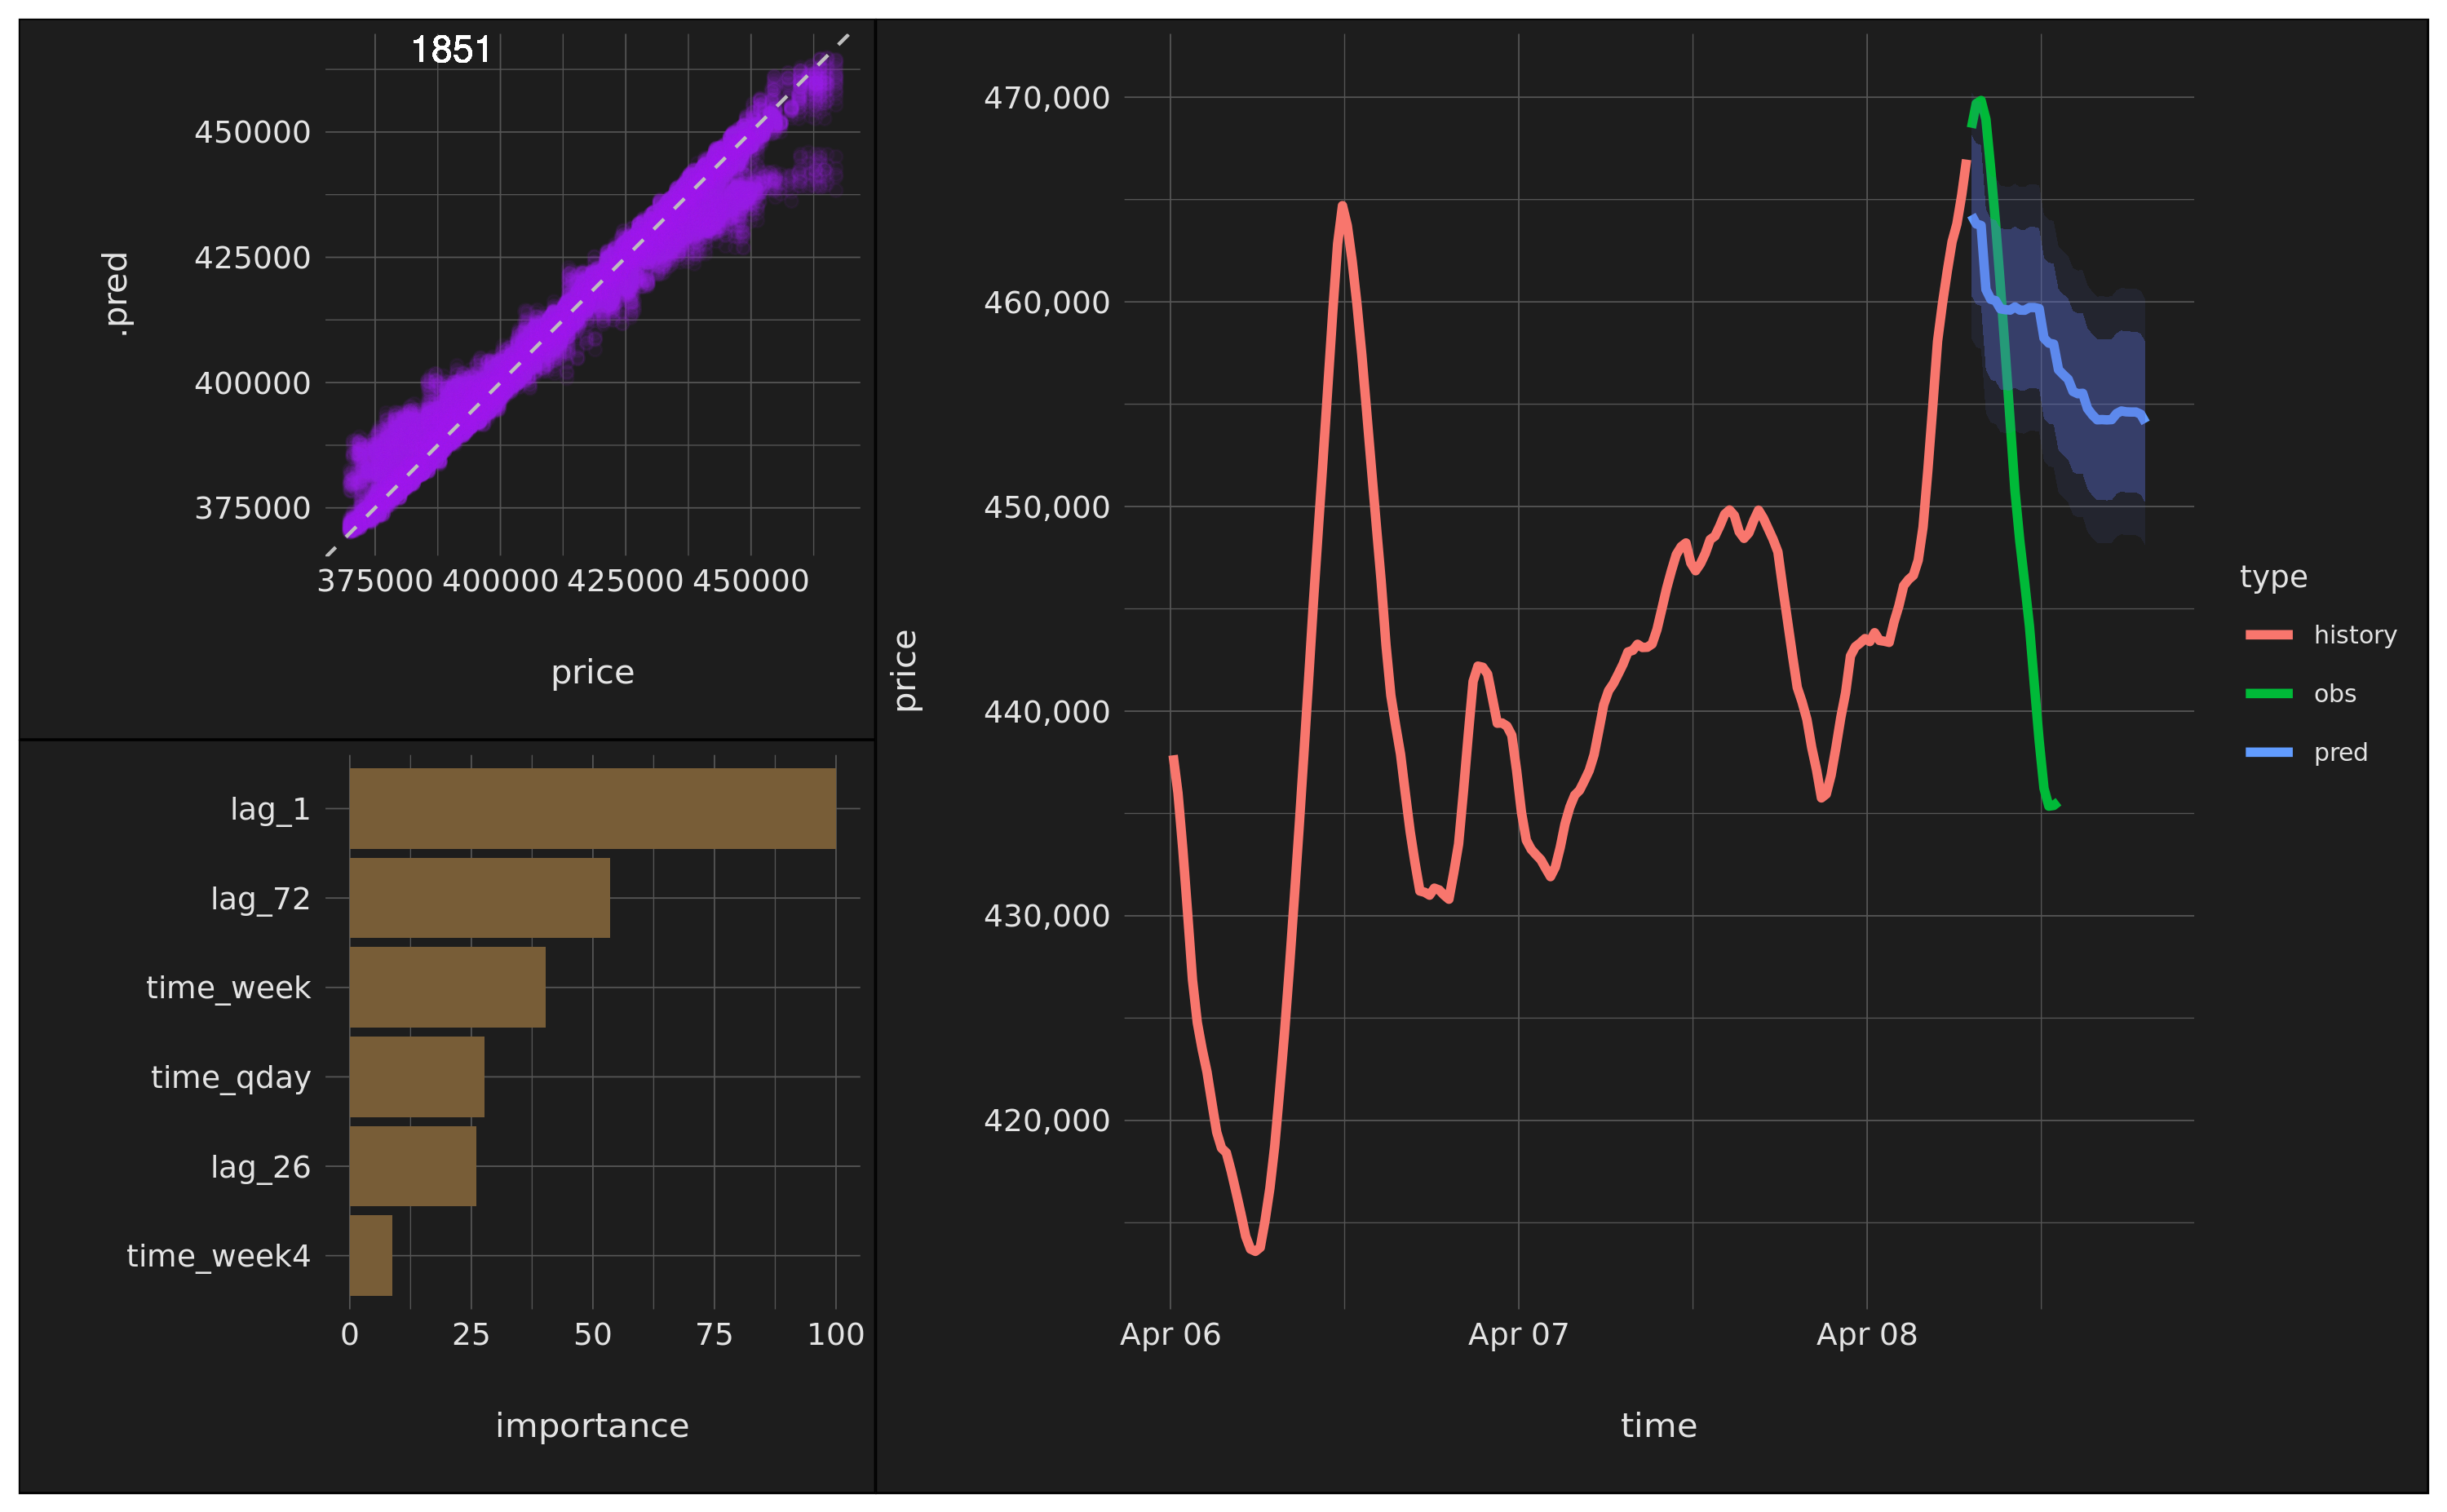 1851
450000
425000
400000
375000
.pred
375000 400000 425000 450000
price
lag_1
lag_72
time_week
time_qday
lag_26
time_week4
0 25 50 75 100
importance
470,000
460,000
450,000
440,000
430,000
420,000
price
Apr 06 Apr 07 Apr 08
time
type
history
obs
pred